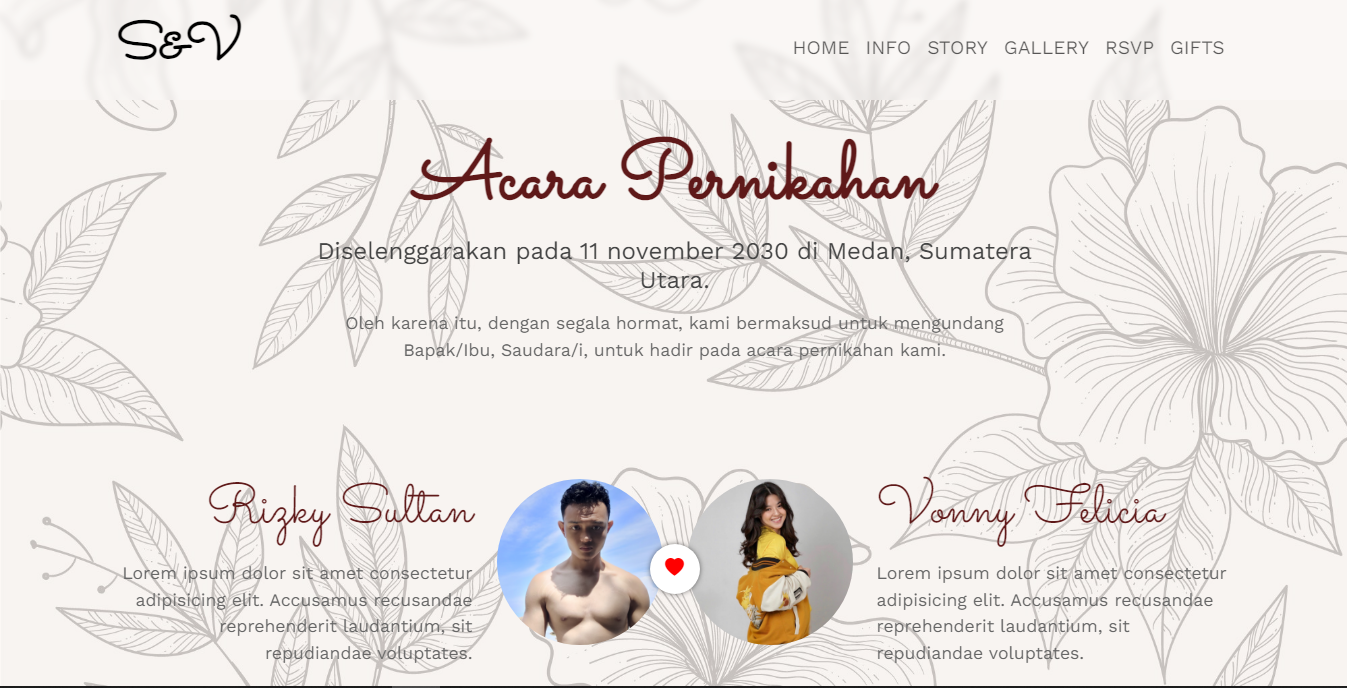 S&V
HOME INFO STORY GALLERY RSVP GIFTS
Acara Pernikahan
Diselenggarakan pada 11 november 2030 di Medan, Sumatera
Utara.
Oleh karena itu, dengan segala hormat, kami bermaksud untuk mengundang
Bapak/Ibu, Saudara/i, untuk hadir pada acara pernikahan kami.
Rizky Sultan
Lorem ipsum dolor sit amet consectetur
adipisicing elit. Accusamus recusandae
reprehenderit laudantium, sit
repudiandae voluptates.
Vonny Felicia
Lorem ipsum dolor sit amet consectetur
adipisicing elit. Accusamus recusandae
reprehenderit laudantium, sit
repudiandae voluptates.